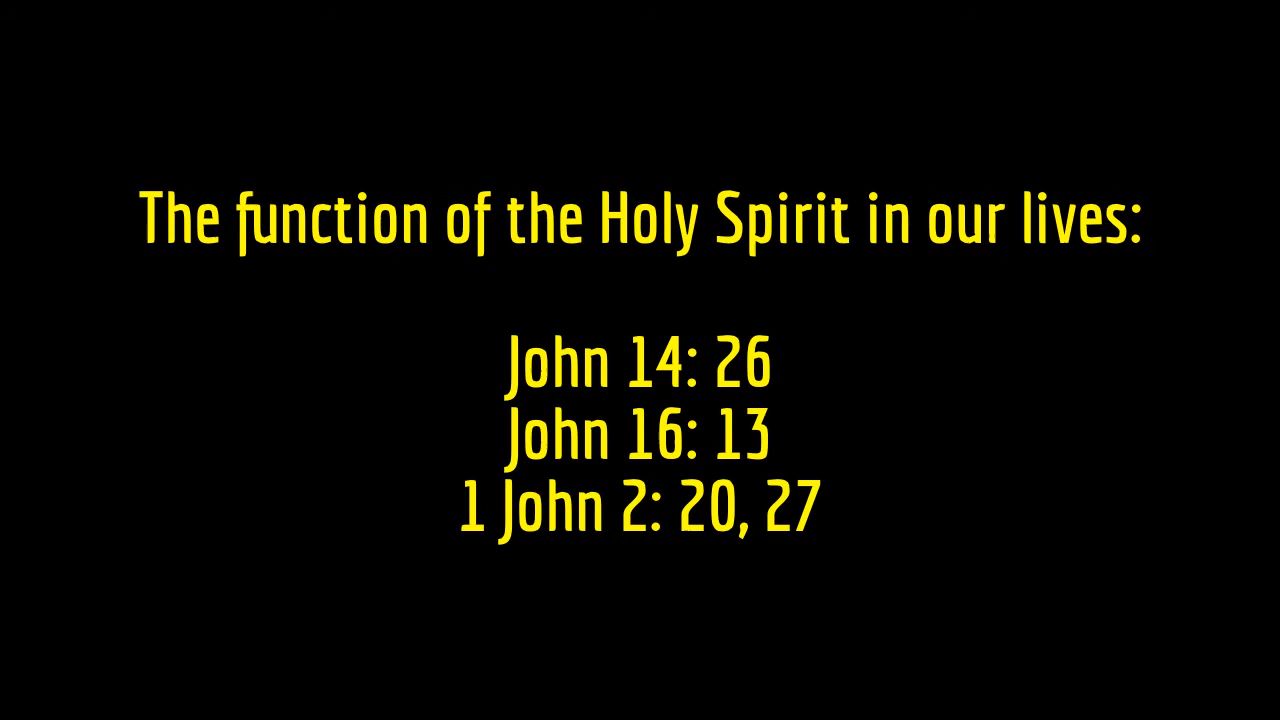 The function of the Holy Spirit in our lives:
John 14: 26
John 16: 13
1 John 2: 20, 27